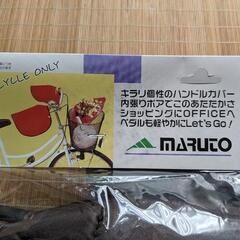 CYCLE ONLY
キラリ個性のハンドルカバー
内張りボアでこのあたたかさ
ショッピングにOFFICEへ
ペダルも軽やかにLet's Go!
MARUTO